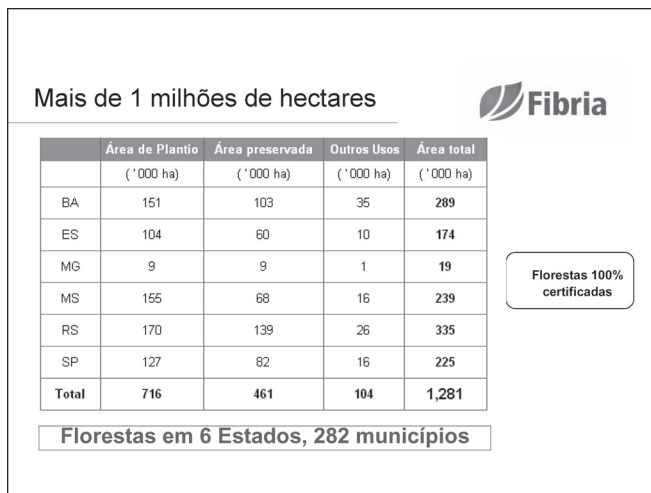 Mais de 1 milhões de hectares
Fibria
Área de Plantio Área preservada Outros Usos Área total
('000 ha) ('000 ha) ('000 ha) ('000 ha)
BA 151 103 35 289
ES 104 60 10 174
MG 9 9 1 19
MS 155 68 16 239
RS 170 139 26 335
SP 127 82 16 225
Total 716 461 104 1,281
Florestas 100%
certificadas
Florestas em 6 Estados, 282 municípios